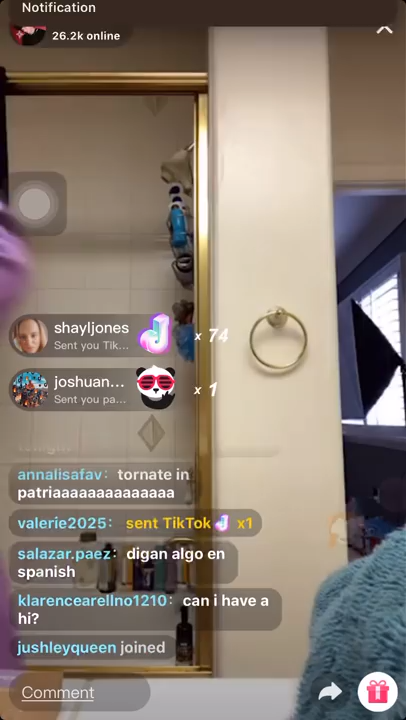 Notification
26.2k online
shayljones
Sent you Tik...
x 74
joshuan...
Sent you pa...
x 1
annalisafav: tornate in
patriaaaaaaaaaaaaaaa
valerie2025: sent TikTok x1
salazar.paez: digan algo en
spanish
klarencearellno1210: can i have a
hi?
jushleyqueen joined
Comment